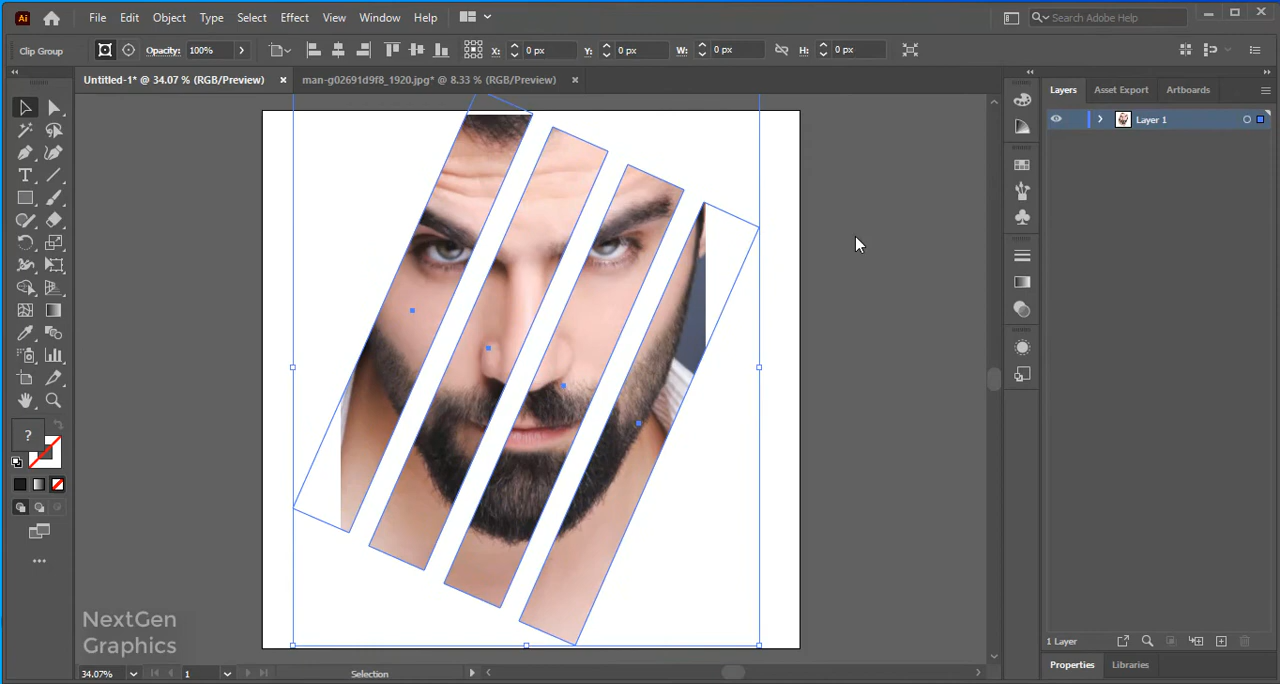 Ai File Edit Object Type Select Effect View Window Help Search Adobe Help
Clip Group Opacity: 100% X: 0 px Y: 0 px W: 0 px H: 0 px
Untitled-1* @ 34.07 % (RGB/Preview) × man-g02691d9f8_1920.jpg* @ 8.33 % (RGB/Preview) ×
Layers Asset Export Artboards
Layer 1
T
?
NextGen
Graphics
1 Layer
Properties Libraries
34.07% 1 Selection